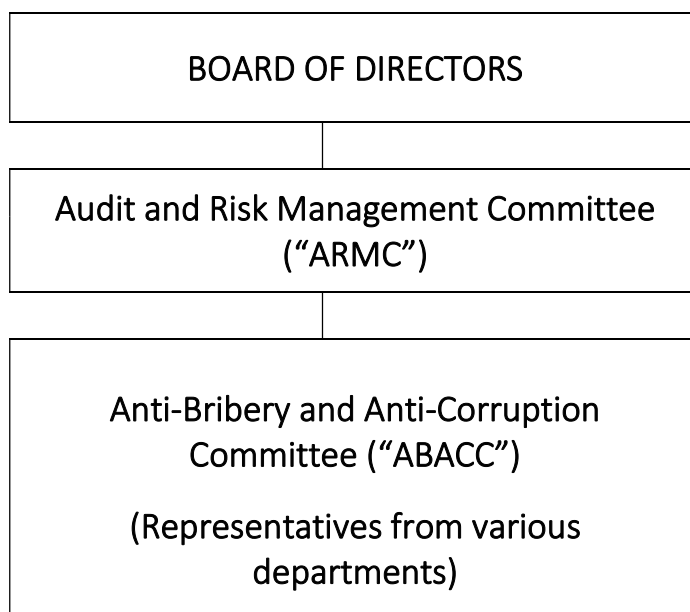 BOARD OF DIRECTORS
Audit and Risk Management Committee
(“ARMC”)
Anti-Bribery and Anti-Corruption
Committee (“ABACC”)
(Representatives from various
departments)